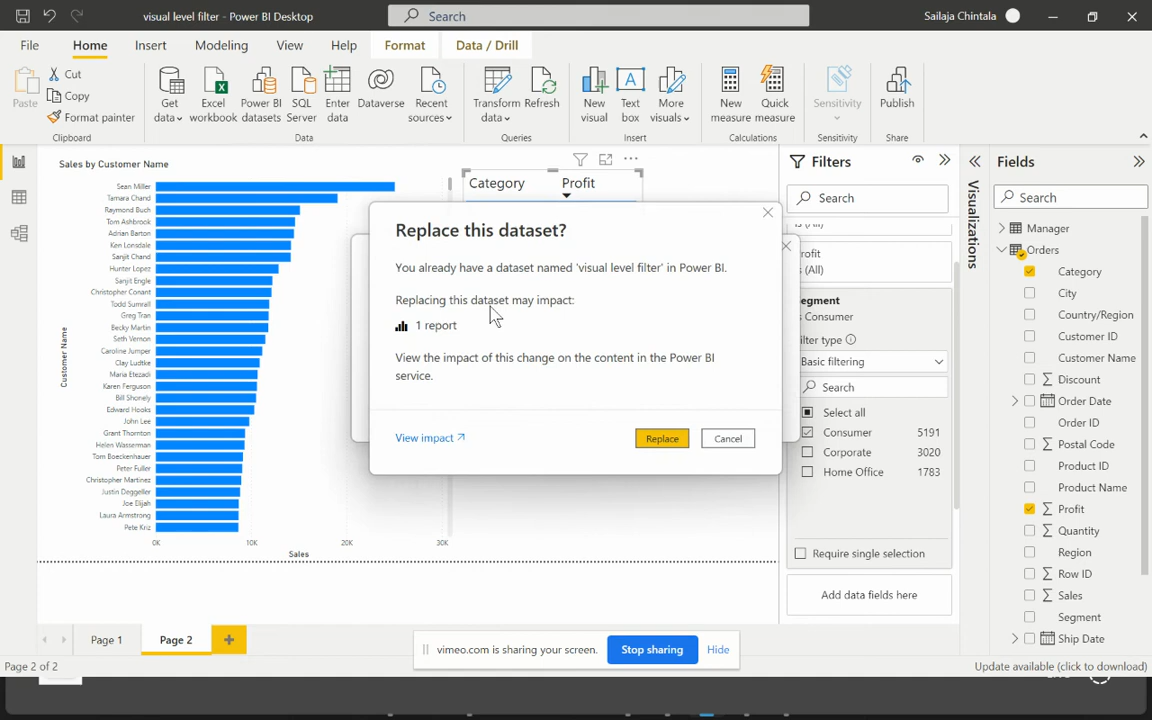 visual level filter - Power BI Desktop
Search
Sailaja Chintala
File
Home
Insert
Modeling
View
Help
Format
Data / Drill
Paste
Cut
Copy
Format painter
Get data
Excel workbook
Power BI datasets
SQL Server
Enter data
Dataverse
Recent sources
Transform data
Refresh
New visual
Text box
More visuals
New measure
Quick measure
Sensitivity
Publish
Clipboard
Data
Queries
Insert
Calculations
Sensitivity
Share
Sales by Customer Name
Customer Name
Sean Miller
Tamara Chand
Raymond Buch
Tom Ashbrook
Adrian Barton
Ken Lonsdale
Sanjit Chand
Hunter Lopez
Sanjit Engle
Christopher Conant
Todd Sumrall
Greg Tran
Becky Martin
Seth Vernon
Caroline Jumper
Clay Ludtke
Maria Etezadi
Karen Ferguson
Bill Shonely
Edward Hooks
John Lee
Grant Thornton
Helen Wasserman
Tom Boeckenhauer
Peter Fuller
Christopher Martinez
Justin Deggeller
Joe Elijah
Laura Armstrong
Pete Kriz
0K 10K 20K 30K
Sales
Category Profit
Replace this dataset?
You already have a dataset named 'visual level filter' in Power BI.
Replacing this dataset may impact:
1 report
View the impact of this change on the content in the Power BI
service.
View impact
Replace
Cancel
Filters
Search
is (All)
rofit
s (All)
egment
s Consumer
ilter type
Basic filtering
Search
Select all
Consumer 5191
Corporate 3020
Home Office 1783
Require single selection
Add data fields here
Visualizations
Fields
Search
Manager
Orders
Category
City
Country/Region
Customer ID
Customer Name
Discount
Order Date
Order ID
Postal Code
Product ID
Product Name
Profit
Quantity
Region
Row ID
Sales
Segment
Ship Date
Page 1
Page 2
vimeo.com is sharing your screen.
Stop sharing
Hide
Page 2 of 2
Update available (click to download)